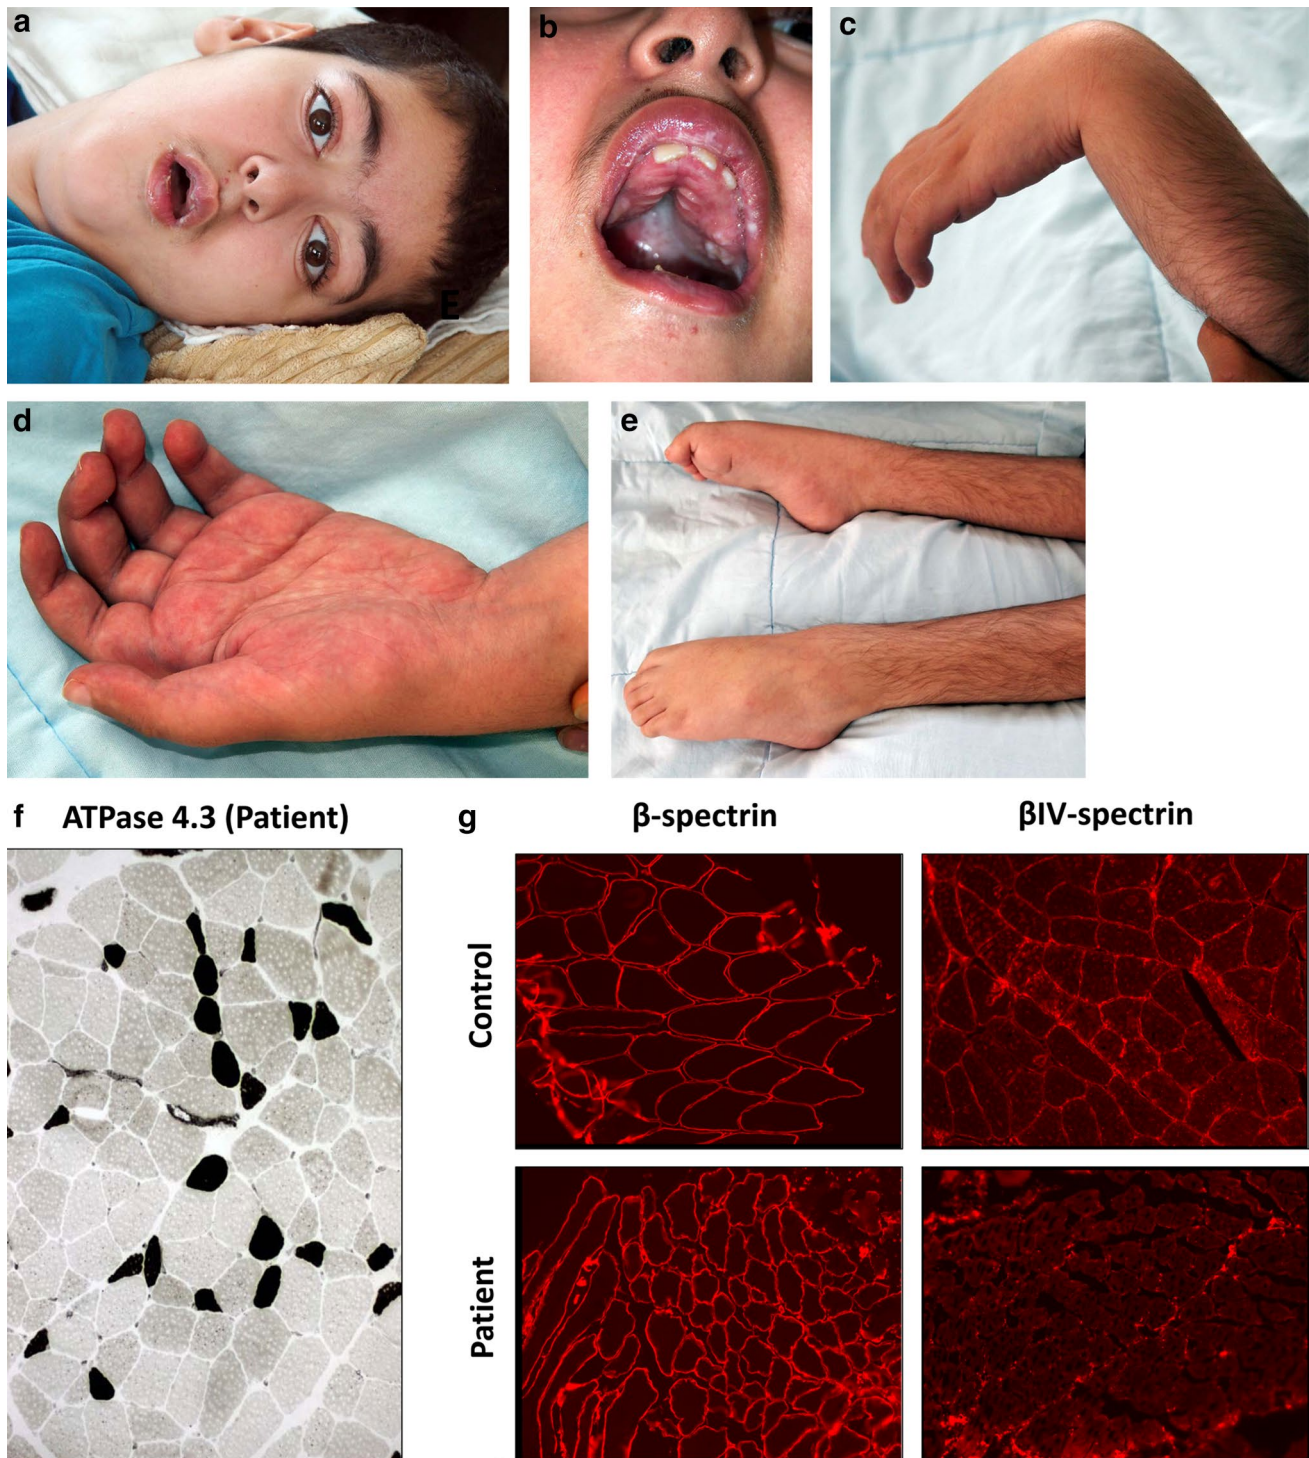 a
b
c
E
d
e
f ATPase 4.3 (Patient)
g β-spectrin βIV-spectrin
Control
Patient